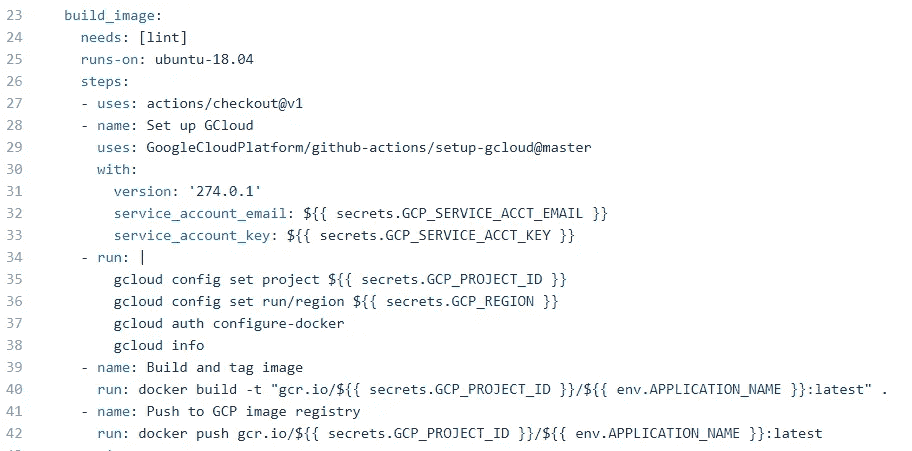 23 build_image:
24 needs: [lint]
25 runs-on: ubuntu-18.04
26 steps:
27 - uses: actions/checkout@v1
28 - name: Set up GCloud
29 uses: GoogleCloudPlatform/github-actions/setup-gcloud@master
30 with:
31 version: '274.0.1'
32 service_account_email: ${{ secrets.GCP_SERVICE_ACCT_EMAIL }}
33 service_account_key: ${{ secrets.GCP_SERVICE_ACCT_KEY }}
34 - run: |
35 gcloud config set project ${{ secrets.GCP_PROJECT_ID }}
36 gcloud config set run/region ${{ secrets.GCP_REGION }}
37 gcloud auth configure-docker
38 gcloud info
39 - name: Build and tag image
40 run: docker build -t "gcr.io/${{ secrets.GCP_PROJECT_ID }}/${{ env.APPLICATION_NAME }}:latest" .
41 - name: Push to GCP image registry
42 run: docker push gcr.io/${{ secrets.GCP_PROJECT_ID }}/${{ env.APPLICATION_NAME }}:latest